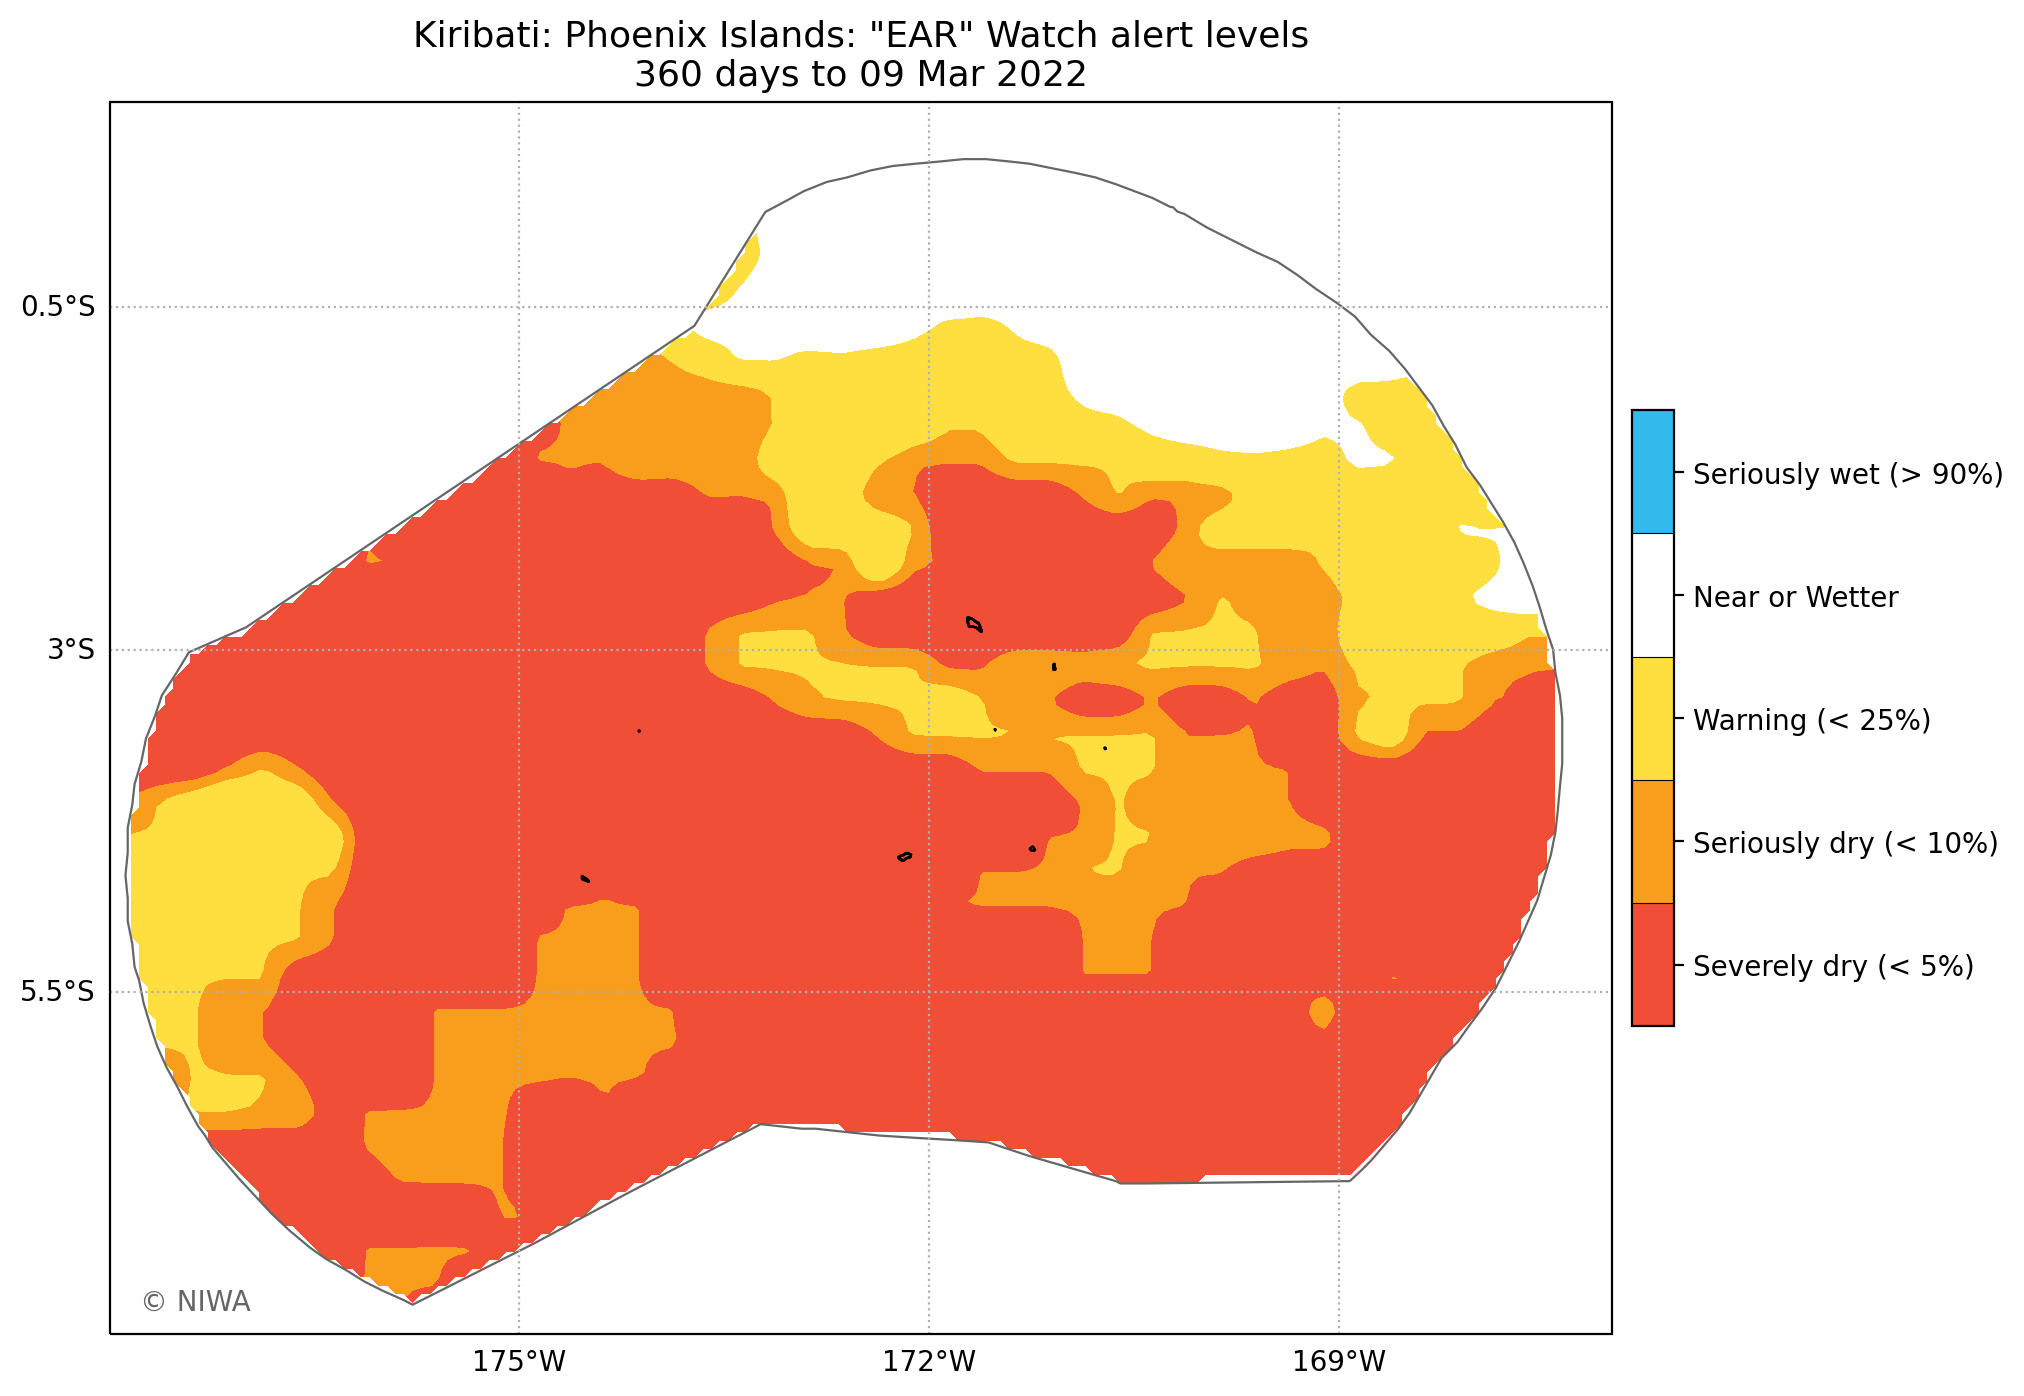 Kiribati: Phoenix Islands: "EAR" Watch alert levels
360 days to 09 Mar 2022
0.5°S
3°S
5.5°S
175°W
172°W
169°W
Seriously wet (> 90%)
Near or Wetter
Warning (< 25%)
Seriously dry (< 10%)
Severely dry (< 5%)
© NIWA